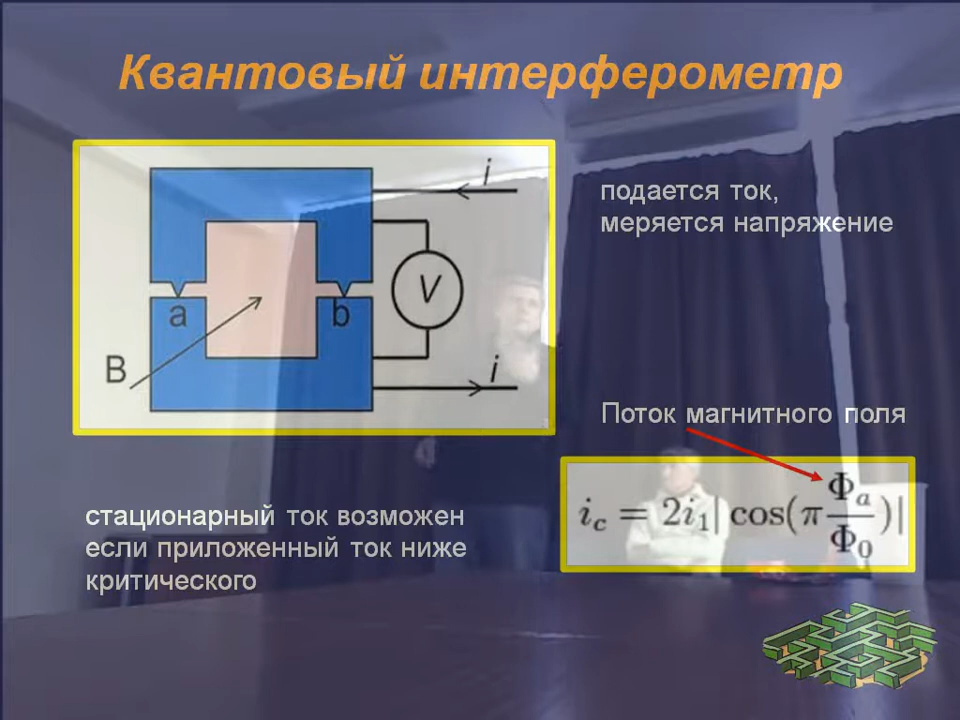 Квантовый интерферометр
i
подается ток,
меряется напряжение
V
a
b
B
i
Поток магнитного поля
i_c = 2i_1| cos(π Φ_a/Φ_0)|
стационарный ток возможен
если приложенный ток ниже
критического